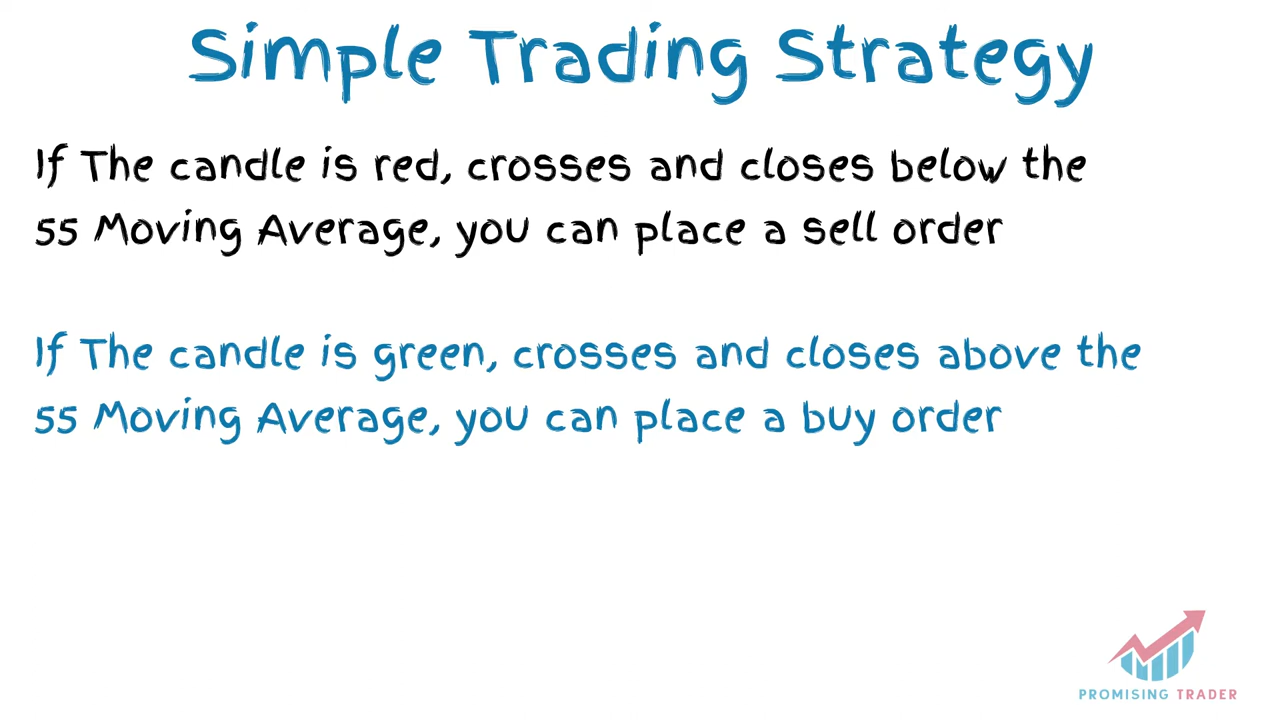 Simple Trading Strategy
If The candle is red, crosses and closes below the
55 Moving Average, you can place a sell order
If The candle is green, crosses and closes above the
55 Moving Average, you can place a buy order
PROMISING TRADER